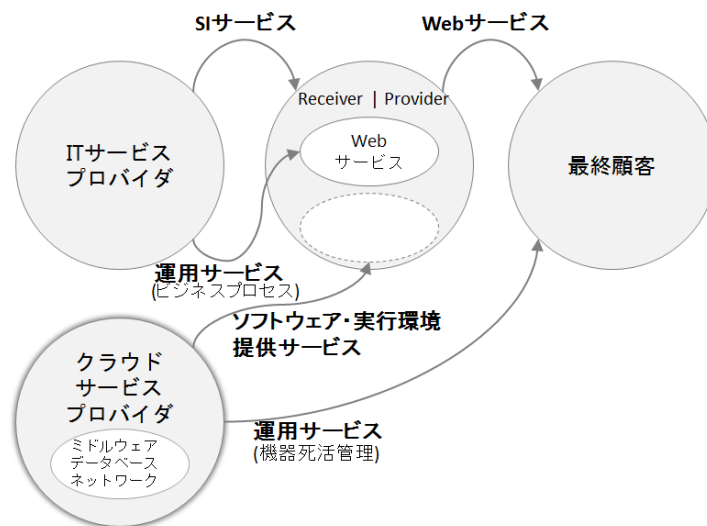 SIサービス
Webサービス
Receiver | Provider
ITサービス
プロバイダ
Web
サービス
最終顧客
運用サービス
(ビジネスプロセス)
ソフトウェア・実行環境
提供サービス
クラウド
サービス
プロバイダ
ミドルウェア
データベース
ネットワーク
運用サービス
(機器死活管理)